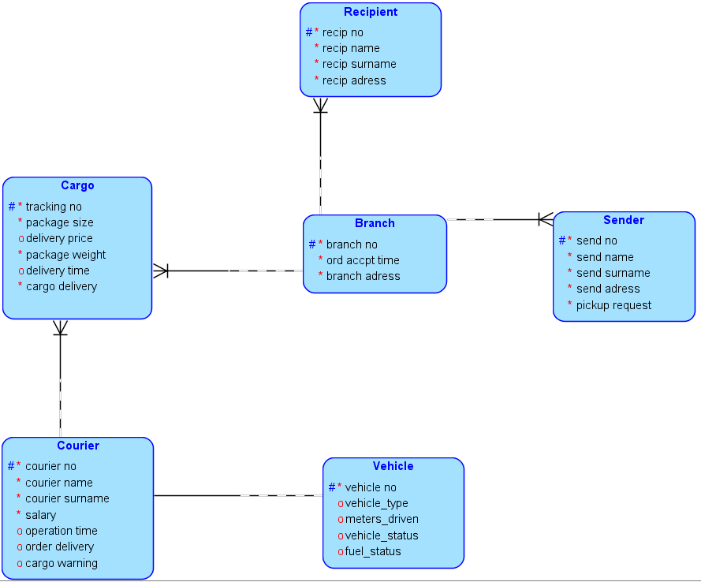 Recipient
#* recip no
* recip name
* recip surname
* recip adress
Cargo
#* tracking no
* package size
o delivery price
* package weight
o delivery time
* cargo delivery
Branch
#* branch no
* ord accpt time
* branch adress
Sender
#* send no
* send name
* send surname
* send adress
* pickup request
Courier
#* courier no
* courier name
* courier surname
* salary
o operation time
o order delivery
o cargo warning
Vehicle
#* vehicle no
o vehicle_type
o meters_driven
o vehicle_status
o fuel_status